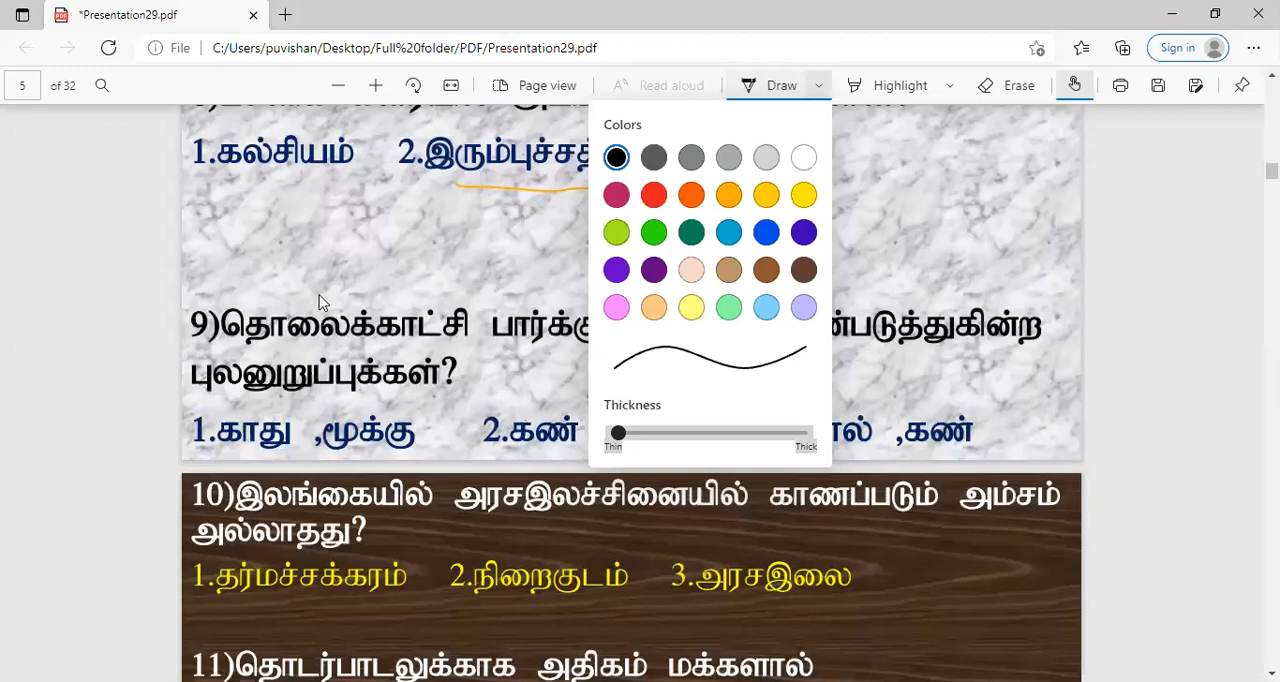 *Presentation29.pdf
File C:/Users/puvishan/Desktop/Full%20folder/PDF/Presentation29.pdf Sign in
5 of 32 Page view Read aloud Draw Highlight Erase
Colors
Thickness
Thin Thick
1.கல்சியம் 2.இரும்புச்சத்
9)தொலைக்காட்சி பார்க்கு ன்படுத்துகின்ற
புலனுறுப்புக்கள்?
1.காது ,மூக்கு 2.கண் ால் ,கண்
10)இலங்கையில் அரசஇலச்சினையில் காணப்படும் அம்சம்
அல்லாதது?
1.தர்மச்சக்கரம் 2.நிறைகுடம் 3.அரசஇலை
11)தொடர்பாடலுக்காக அதிகம் மக்களால்